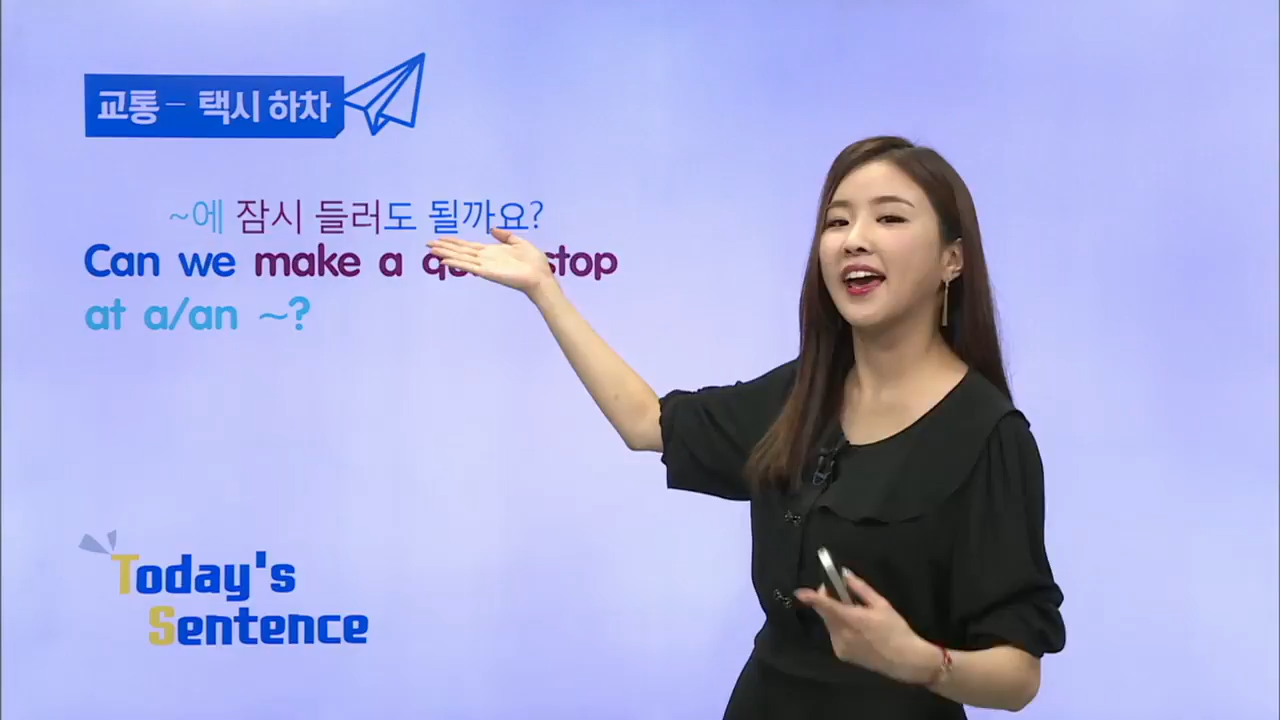 교통 - 택시 하차
~에 잠시 들러도 될까요?
Can we make a stop
at a/an ~?
Today's
Sentence